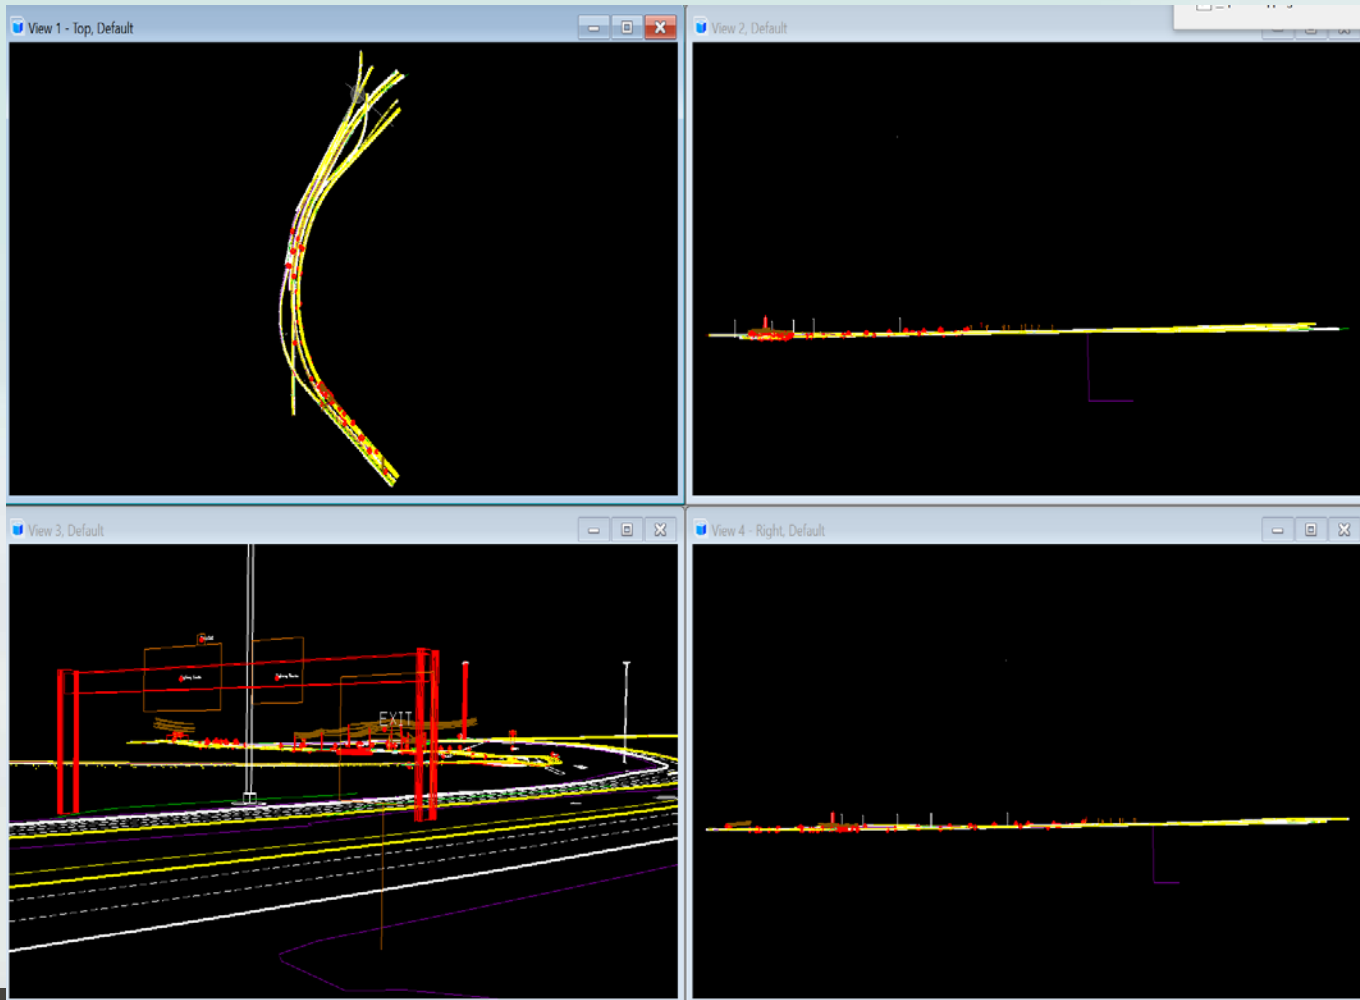 View 1 - Top, Default
View 2, Default
View 3, Default
View 4 - Right, Default
EXIT